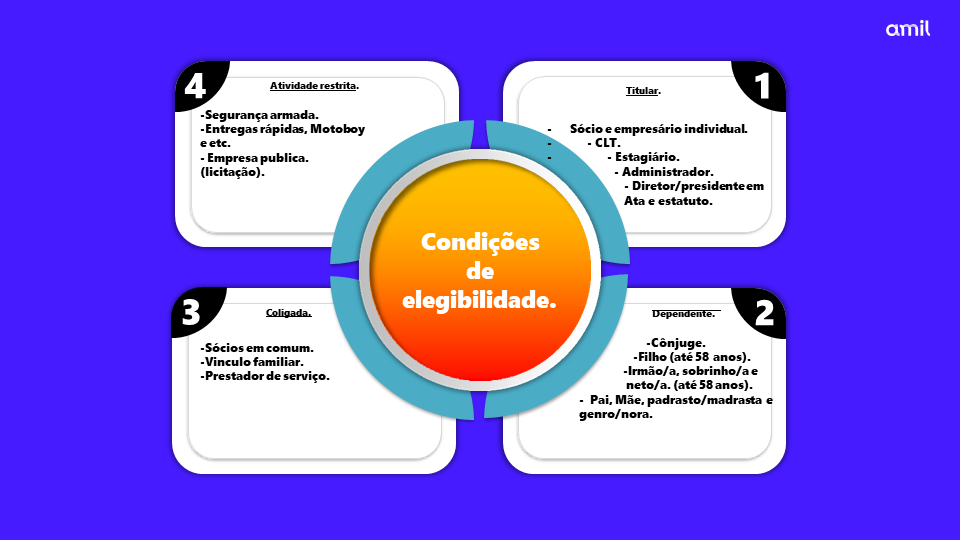 amil
4
Atividade restrita.
-Segurança armada.
-Entregas rápidas, Motoboy
e etc.
- Empresa publica.
(licitação).
1
Titular.
- Sócio e empresário individual.
- - CLT.
- - Estagiário.
- Administrador.
- Diretor/presidente em
Ata e estatuto.
Condições
de
elegibilidade.
3
Coligada.
-Sócios em comum.
-Vinculo familiar.
-Prestador de serviço.
2
Dependente.
-Cônjuge.
-Filho (até 58 anos).
-Irmão/a, sobrinho/a e
neto/a. (até 58 anos).
- Pai, Mãe, padrasto/madrasta e
genro/nora.